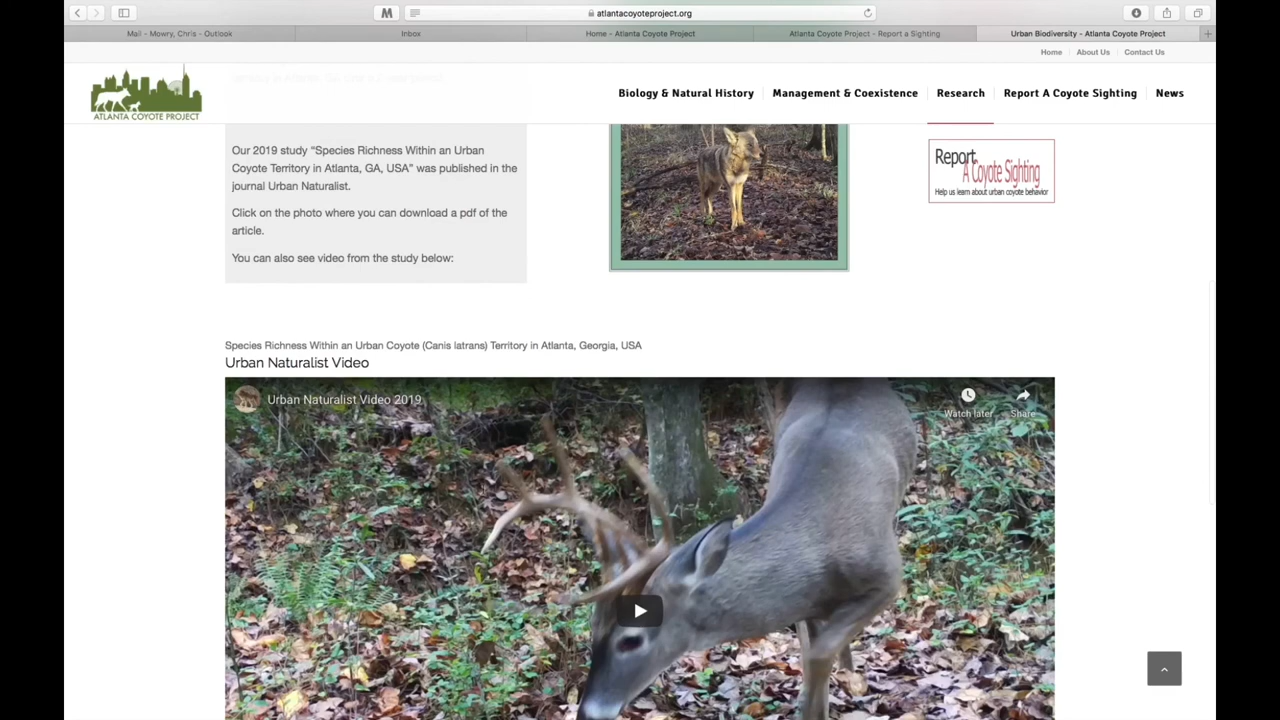 atlantacoyoteproject.org
Mail - Mowry, Chris - Outlook
Inbox
Home - Atlanta Coyote Project
Atlanta Coyote Project - Report a Sighting
Urban Biodiversity - Atlanta Coyote Project
Home
About Us
Contact Us
ATLANTA COYOTE PROJECT
Biology & Natural History
Management & Coexistence
Research
Report A Coyote Sighting
News
Our 2019 study “Species Richness Within an Urban
Coyote Territory in Atlanta, GA, USA” was published in the
journal Urban Naturalist.
Click on the photo where you can download a pdf of the
article.
You can also see video from the study below:
Report
A Coyote Sighting
Help us learn about urban coyote behavior
Species Richness Within an Urban Coyote (Canis latrans) Territory in Atlanta, Georgia, USA
Urban Naturalist Video
Urban Naturalist Video 2019
Watch later
Share